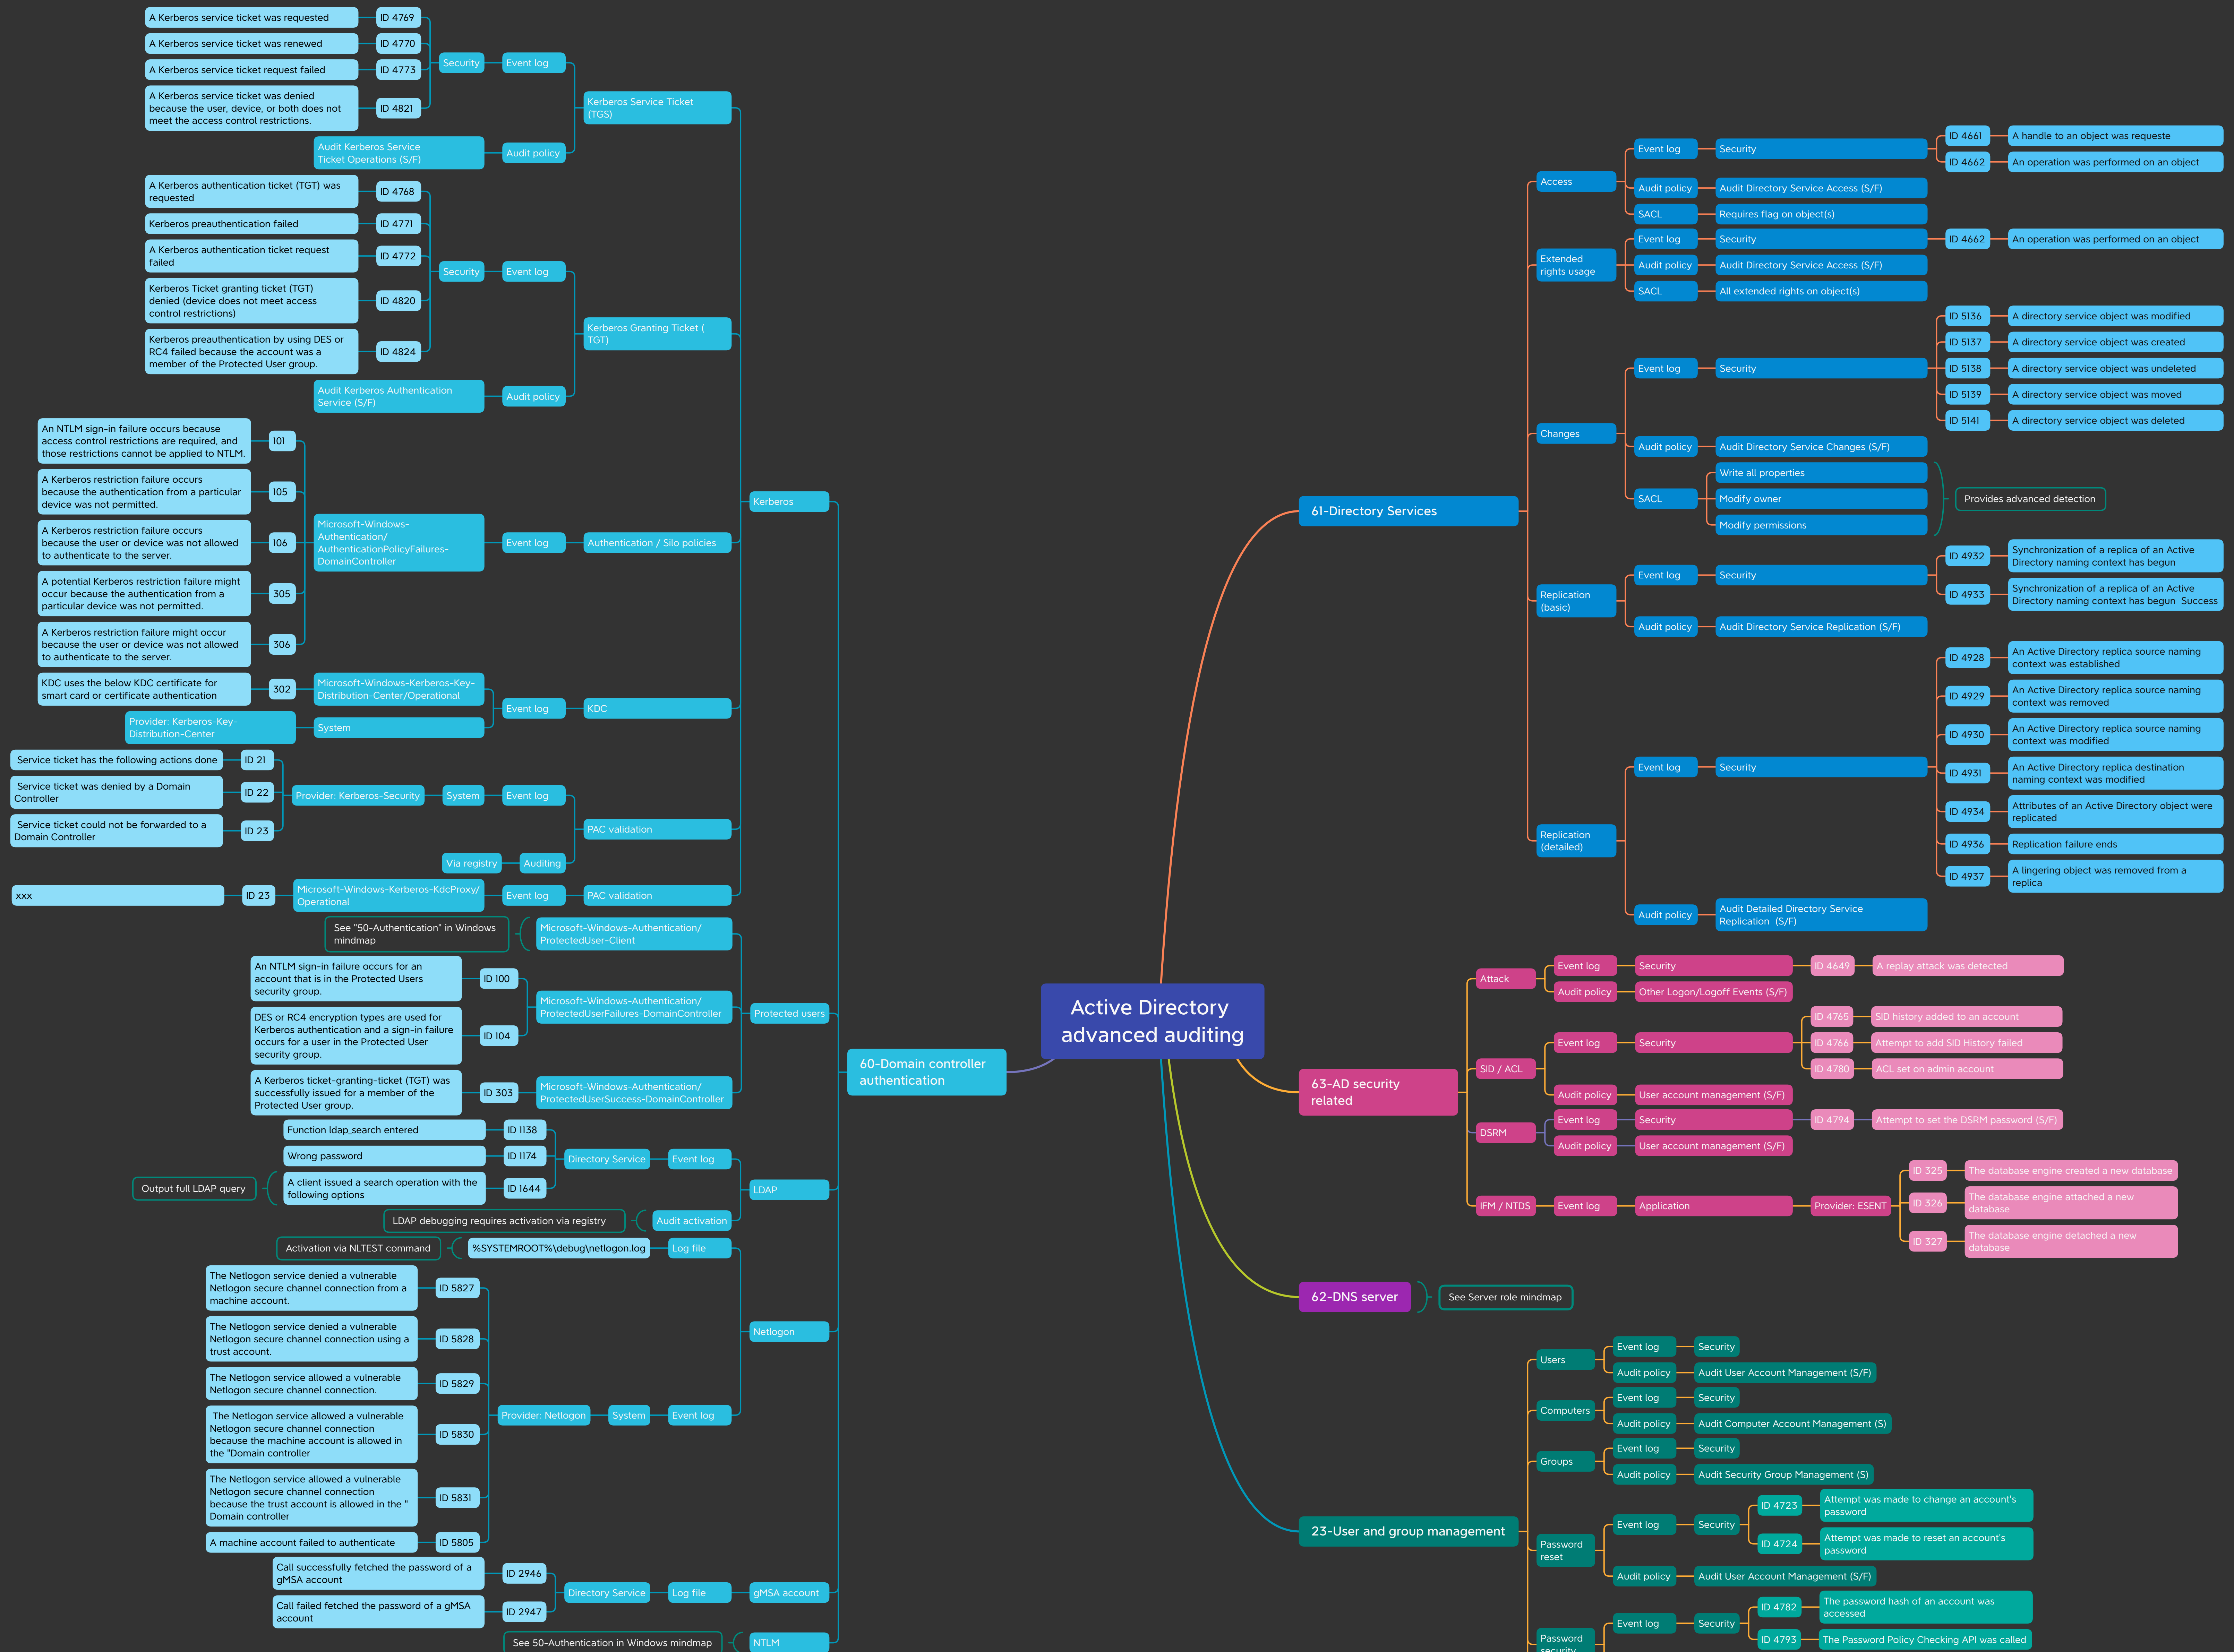 Active Directory
advanced auditing
60-Domain controller
authentication
Kerberos
Kerberos Service Ticket
(TGS)
Event log
Security
ID 4769
A Kerberos service ticket was requested
ID 4770
A Kerberos service ticket was renewed
ID 4773
A Kerberos service ticket request failed
ID 4821
A Kerberos service ticket was denied
because the user, device, or both does not
meet the access control restrictions.
Audit policy
Audit Kerberos Service
Ticket Operations (S/F)
Kerberos Granting Ticket (
TGT)
Event log
Security
ID 4768
A Kerberos authentication ticket (TGT) was
requested
ID 4771
Kerberos preauthentication failed
ID 4772
A Kerberos authentication ticket request
failed
ID 4820
Kerberos Ticket granting ticket (TGT)
denied (device does not meet access
control restrictions)
ID 4824
Kerberos preauthentication by using DES or
RC4 failed because the account was a
member of the Protected User group.
Audit policy
Audit Kerberos Authentication
Service (S/F)
Authentication / Silo policies
Event log
Microsoft-Windows-
Authentication/
AuthenticationPolicyFailures-
DomainController
101
An NTLM sign-in failure occurs because
access control restrictions are required, and
those restrictions cannot be applied to NTLM.
105
A Kerberos restriction failure occurs
because the authentication from a particular
device was not permitted.
106
A Kerberos restriction failure occurs
because the user or device was not allowed
to authenticate to the server.
305
A potential Kerberos restriction failure might
occur because the authentication from a
particular device was not permitted.
306
A Kerberos restriction failure might occur
because the user or device was not allowed
to authenticate to the server.
KDC
Event log
Microsoft-Windows-Kerberos-Key-
Distribution-Center/Operational
302
KDC uses the below KDC certificate for
smart card or certificate authentication
System
Provider: Kerberos-Key-
Distribution-Center
PAC validation
Event log
System
Provider: Kerberos-Security
ID 21
Service ticket has the following actions done
ID 22
Service ticket was denied by a Domain
Controller
ID 23
Service ticket could not be forwarded to a
Domain Controller
Auditing
Via registry
PAC validation
Event log
Microsoft-Windows-Kerberos-KdcProxy/
Operational
ID 23
xxx
Protected users
Microsoft-Windows-Authentication/
ProtectedUser-Client
See "50-Authentication" in Windows
mindmap
Microsoft-Windows-Authentication/
ProtectedUserFailures-DomainController
ID 100
An NTLM sign-in failure occurs for an
account that is in the Protected Users
security group.
ID 104
DES or RC4 encryption types are used for
Kerberos authentication and a sign-in failure
occurs for a user in the Protected User
security group.
Microsoft-Windows-Authentication/
ProtectedUserSuccess-DomainController
ID 303
A Kerberos ticket-granting-ticket (TGT) was
successfully issued for a member of the
Protected User group.
LDAP
Event log
Directory Service
ID 1138
Function ldap_search entered
ID 1174
Wrong password
ID 1644
A client issued a search operation with the
following options
Output full LDAP query
Audit activation
LDAP debugging requires activation via registry
Netlogon
Log file
%SYSTEMROOT%\debug\netlogon.log
Activation via NLTEST command
Event log
System
Provider: Netlogon
ID 5827
The Netlogon service denied a vulnerable
Netlogon secure channel connection from a
machine account.
ID 5828
The Netlogon service denied a vulnerable
Netlogon secure channel connection using a
trust account.
ID 5829
The Netlogon service allowed a vulnerable
Netlogon secure channel connection.
ID 5830
The Netlogon service allowed a vulnerable
Netlogon secure channel connection
because the machine account is allowed in
the "Domain controller
ID 5831
The Netlogon service allowed a vulnerable
Netlogon secure channel connection
because the trust account is allowed in the "
Domain controller
ID 5805
A machine account failed to authenticate
gMSA account
Log file
Directory Service
ID 2946
Call successfully fetched the password of a
gMSA account
ID 2947
Call failed fetched the password of a gMSA
account
NTLM
See 50-Authentication in Windows mindmap
61-Directory Services
Access
Event log
Security
ID 4661
A handle to an object was requeste
ID 4662
An operation was performed on an object
Audit policy
Audit Directory Service Access (S/F)
SACL
Requires flag on object(s)
Extended
rights usage
Event log
Security
ID 4662
An operation was performed on an object
Audit policy
Audit Directory Service Access (S/F)
SACL
All extended rights on object(s)
Changes
Event log
Security
ID 5136
A directory service object was modified
ID 5137
A directory service object was created
ID 5138
A directory service object was undeleted
ID 5139
A directory service object was moved
ID 5141
A directory service object was deleted
Audit policy
Audit Directory Service Changes (S/F)
SACL
Write all properties
Modify owner
Modify permissions
Provides advanced detection
Replication
(basic)
Event log
Security
ID 4932
Synchronization of a replica of an Active
Directory naming context has begun
ID 4933
Synchronization of a replica of an Active
Directory naming context has begun Success
Audit policy
Audit Directory Service Replication (S/F)
Replication
(detailed)
Event log
Security
ID 4928
An Active Directory replica source naming
context was established
ID 4929
An Active Directory replica source naming
context was removed
ID 4930
An Active Directory replica source naming
context was modified
ID 4931
An Active Directory replica destination
naming context was modified
ID 4934
Attributes of an Active Directory object were
replicated
ID 4936
Replication failure ends
ID 4937
A lingering object was removed from a
replica
Audit policy
Audit Detailed Directory Service
Replication (S/F)
63-AD security
related
Attack
Event log
Security
ID 4649
A replay attack was detected
Audit policy
Other Logon/Logoff Events (S/F)
SID / ACL
Event log
Security
ID 4765
SID history added to an account
ID 4766
Attempt to add SID History failed
ID 4780
ACL set on admin account
Audit policy
User account management (S/F)
DSRM
Event log
Security
ID 4794
Attempt to set the DSRM password (S/F)
Audit policy
User account management (S/F)
IFM / NTDS
Event log
Application
Provider: ESENT
ID 325
The database engine created a new database
ID 326
The database engine attached a new
database
ID 327
The database engine detached a new
database
62-DNS server
See Server role mindmap
23-User and group management
Users
Event log
Security
Audit policy
Audit User Account Management (S/F)
Computers
Event log
Security
Audit policy
Audit Computer Account Management (S)
Groups
Event log
Security
Audit policy
Audit Security Group Management (S)
Password
reset
Event log
Security
ID 4723
Attempt was made to change an account's
password
ID 4724
Attempt was made to reset an account's
password
Audit policy
Audit User Account Management (S/F)
Password
security
Event log
Security
ID 4782
The password hash of an account was
accessed
ID 4793
The Password Policy Checking API was called